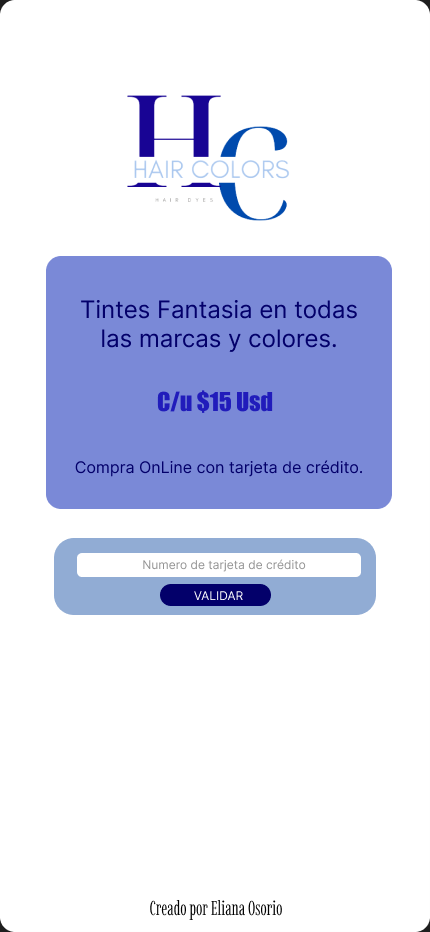 HC
HAIR COLORS
HAIR DYES
Tintes Fantasia en todas
las marcas y colores.
C/u $15 Usd
Compra OnLine con tarjeta de crédito.
Numero de tarjeta de crédito
VALIDAR
Creado por Eliana Osorio